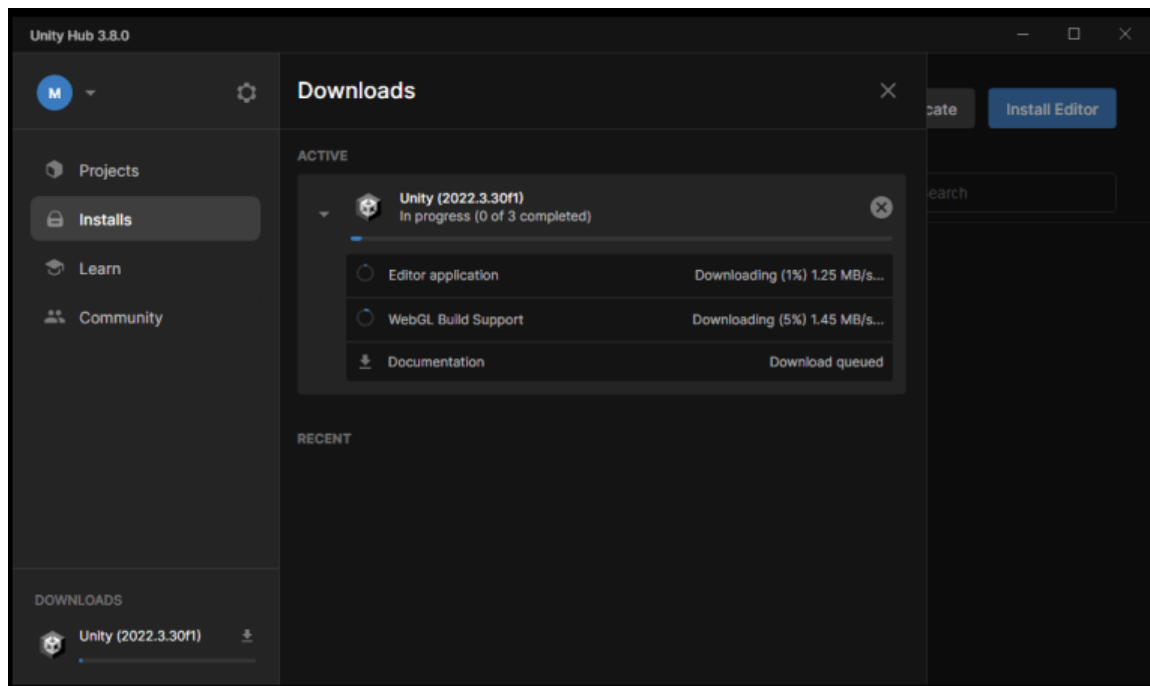 Unity Hub 3.8.0
M
Projects
Installs
Learn
Community
DOWNLOADS
Unity (2022.3.30f1)
Downloads
ACTIVE
Unity (2022.3.30f1)
In progress (0 of 3 completed)
Editor application Downloading (1%) 1.25 MB/s...
WebGL Build Support Downloading (5%) 1.45 MB/s...
Documentation Download queued
RECENT
cate Install Editor
earch